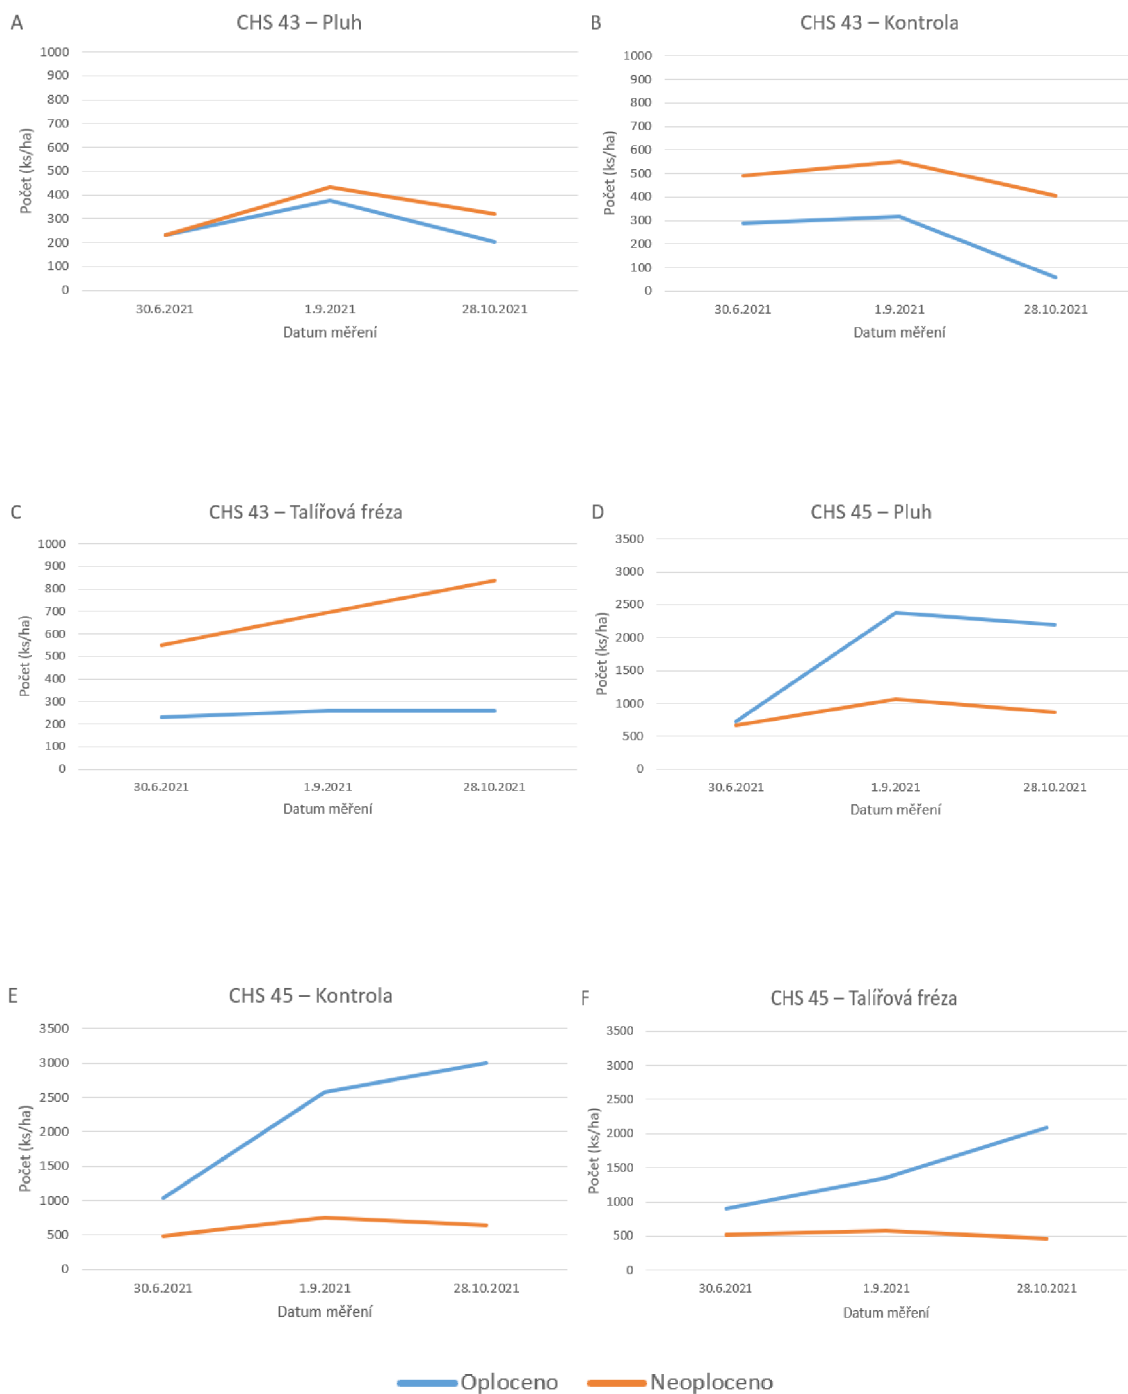 A
CHS 43 – Pluh
1000
900
800
700
600
500
400
300
200
100
0
Počet (ks/ha)
30.6.2021
1.9.2021
28.10.2021
Datum měření
B
CHS 43 – Kontrola
1000
900
800
700
600
500
400
300
200
100
0
Počet (ks/ha)
30.6.2021
1.9.2021
28.10.2021
Datum měření
C
CHS 43 – Talířová fréza
1000
900
800
700
600
500
400
300
200
100
0
Počet (ks/ha)
30.6.2021
1.9.2021
28.10.2021
Datum měření
D
CHS 45 – Pluh
3500
3000
2500
2000
1500
1000
500
0
Počet (ks/ha)
30.6.2021
1.9.2021
28.10.2021
Datum měření
E
CHS 45 – Kontrola
3500
3000
2500
2000
1500
1000
500
0
Počet (ks/ha)
30.6.2021
1.9.2021
28.10.2021
Datum měření
F
CHS 45 – Talířová fréza
3500
3000
2500
2000
1500
1000
500
0
Počet (ks/ha)
30.6.2021
1.9.2021
28.10.2021
Datum měření
Oploceno
Neoploceno